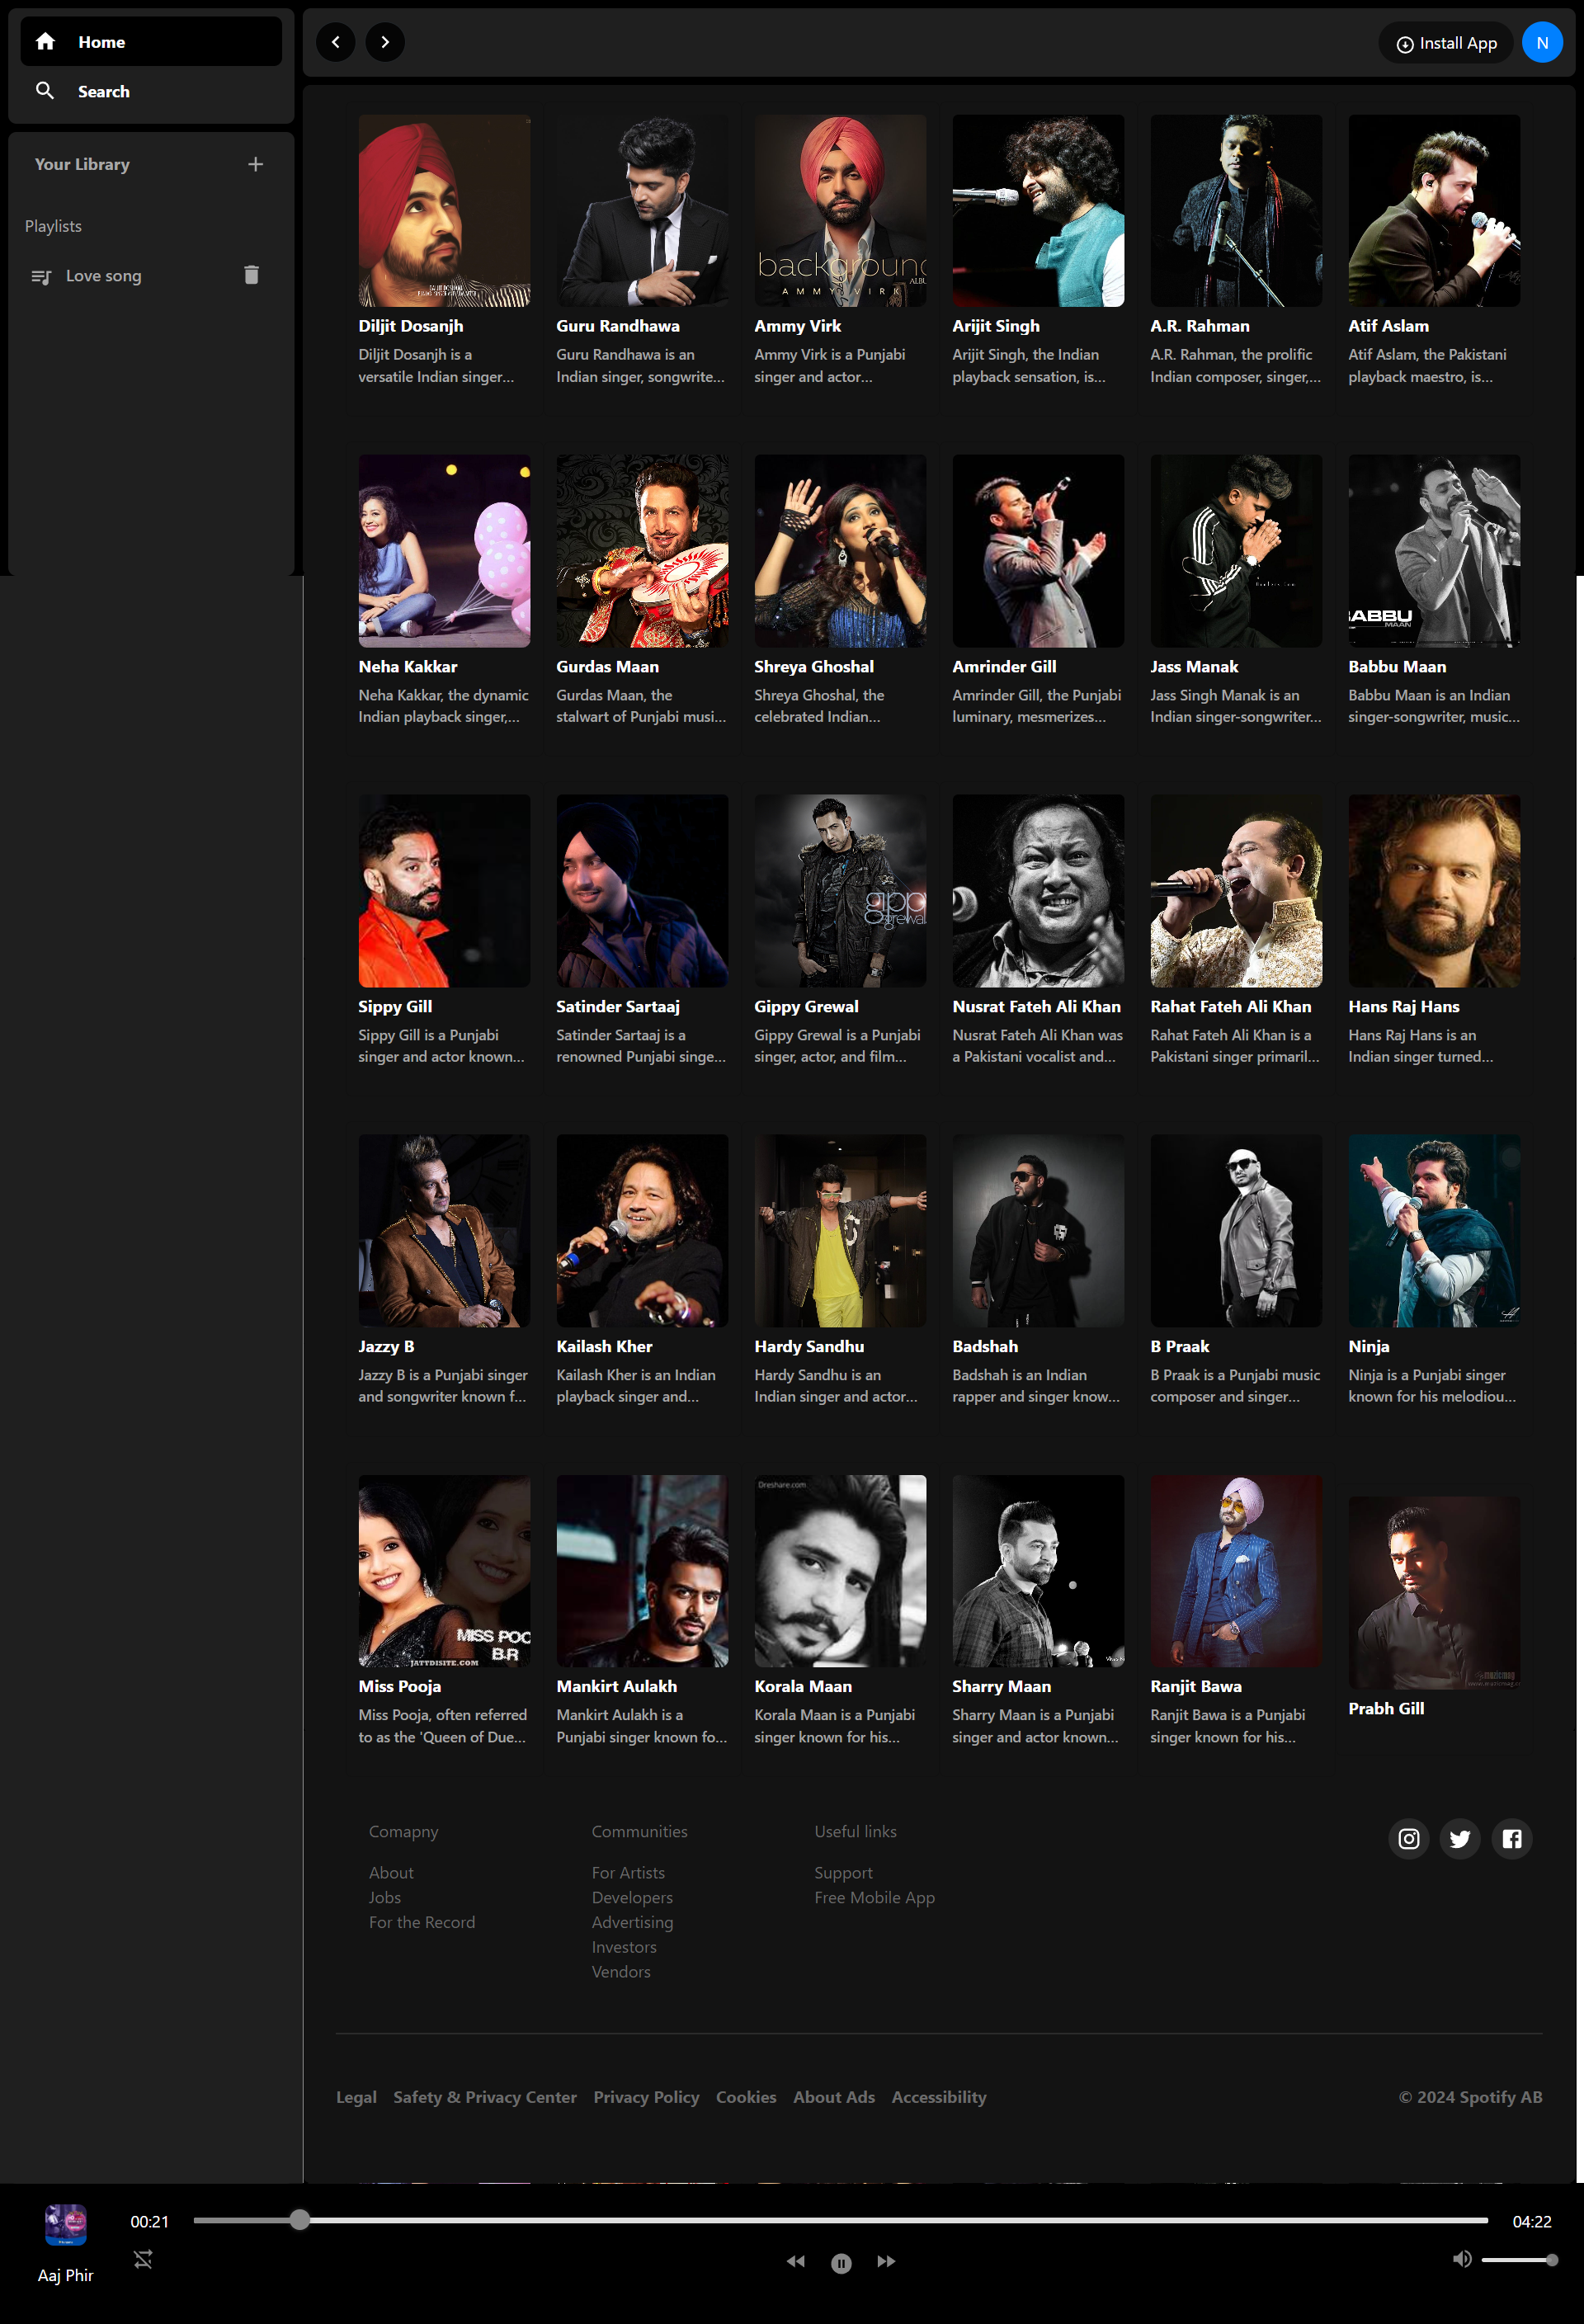 Home
Search
Install App
N
Your Library
Playlists
Love song
background
ALBU
AMMY VIRK
Diljit Dosanjh
Guru Randhawa
Ammy Virk
Arijit Singh
A.R. Rahman
Atif Aslam
Diljit Dosanjh is a
versatile Indian singer...
Guru Randhawa is an
Indian singer, songwrite...
Ammy Virk is a Punjabi
singer and actor...
Arijit Singh, the Indian
playback sensation, is...
A.R. Rahman, the prolific
Indian composer, singer,...
Atif Aslam, the Pakistani
playback maestro, is...
BABBU
MAAN
Neha Kakkar
Gurdas Maan
Shreya Ghoshal
Amrinder Gill
Jass Manak
Babbu Maan
Neha Kakkar, the dynamic
Indian playback singer,...
Gurdas Maan, the
stalwart of Punjabi musi...
Shreya Ghoshal, the
celebrated Indian...
Amrinder Gill, the Punjabi
luminary, mesmerizes...
Jass Singh Manak is an
Indian singer-songwriter...
Babbu Maan is an Indian
singer-songwriter, music...
gippy
grewal
Sippy Gill
Satinder Sartaaj
Gippy Grewal
Nusrat Fateh Ali Khan
Rahat Fateh Ali Khan
Hans Raj Hans
Sippy Gill is a Punjabi
singer and actor known...
Satinder Sartaaj is a
renowned Punjabi singe...
Gippy Grewal is a Punjabi
singer, actor, and film...
Nusrat Fateh Ali Khan was
a Pakistani vocalist and...
Rahat Fateh Ali Khan is a
Pakistani singer primaril...
Hans Raj Hans is an
Indian singer turned...
Jazzy B
Kailash Kher
Hardy Sandhu
Badshah
B Praak
Ninja
Jazzy B is a Punjabi singer
and songwriter known f...
Kailash Kher is an Indian
playback singer and...
Hardy Sandhu is an
Indian singer and actor...
Badshah is an Indian
rapper and singer know...
B Praak is a Punjabi music
composer and singer...
Ninja is a Punjabi singer
known for his melodiou...
MISS POO
B.R
JATTDISITE.COM
Dreshare.com
Miss Pooja
Mankirt Aulakh
Korala Maan
Sharry Maan
Ranjit Bawa
Prabh Gill
Miss Pooja, often referred
to as the 'Queen of Due...
Mankirt Aulakh is a
Punjabi singer known fo...
Korala Maan is a Punjabi
singer known for his...
Sharry Maan is a Punjabi
singer and actor known...
Ranjit Bawa is a Punjabi
singer known for his...
Comapny
About
Jobs
For the Record
Communities
For Artists
Developers
Advertising
Investors
Vendors
Useful links
Support
Free Mobile App
Legal Safety & Privacy Center Privacy Policy Cookies About Ads Accessibility
© 2024 Spotify AB
00:21
04:22
Aaj Phir